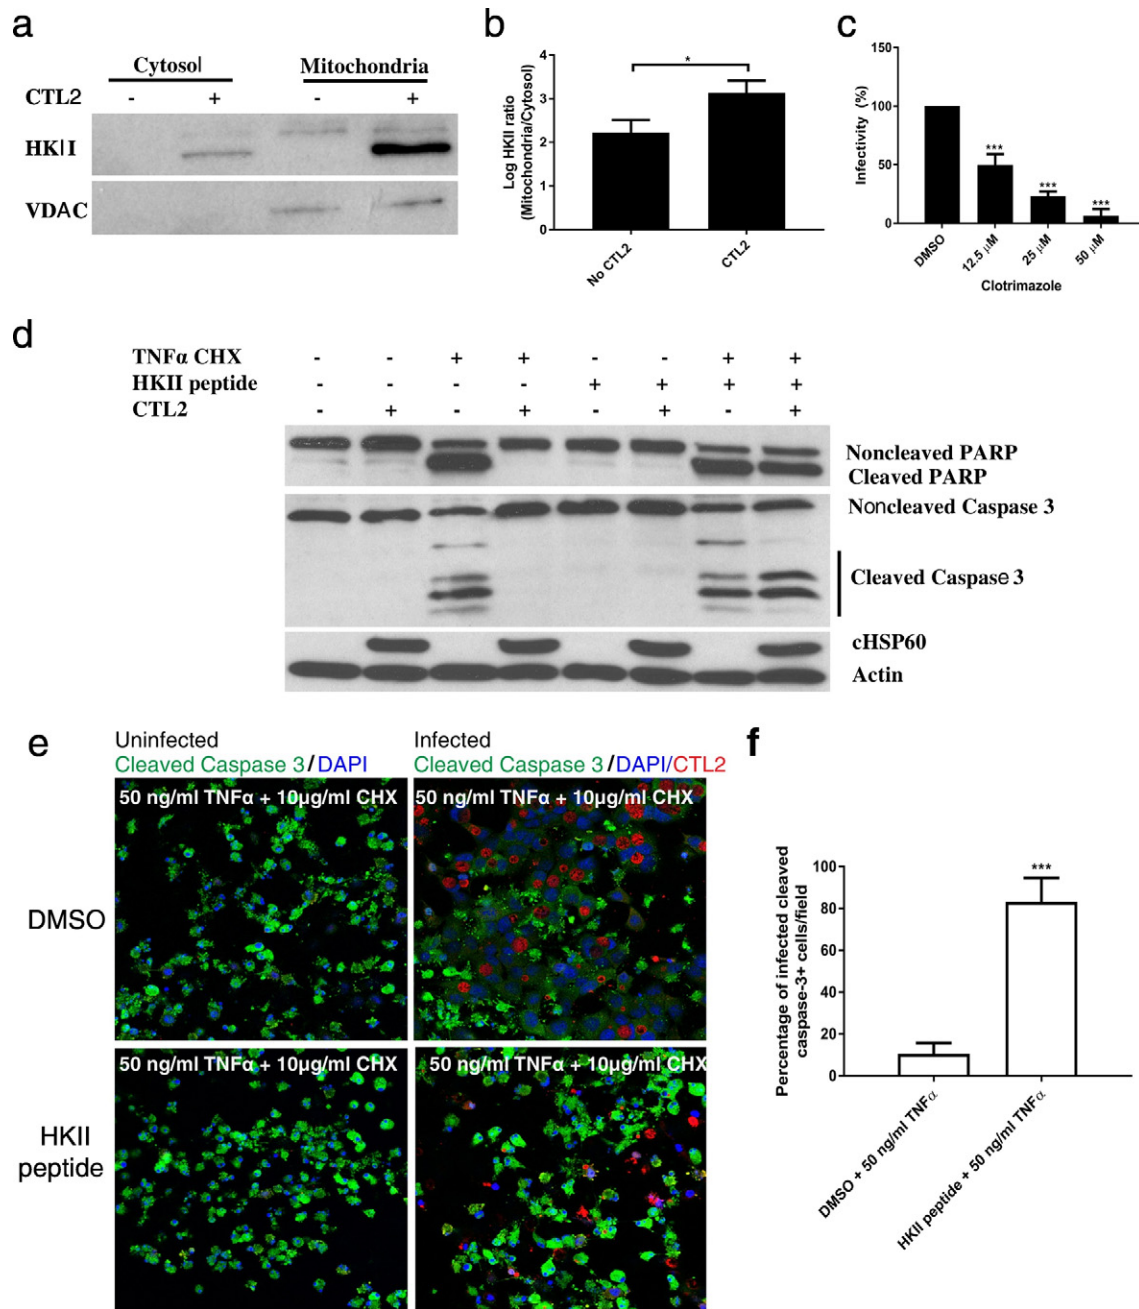 a
Cytosol Mitochondria
CTL2 - + - +
HKII
VDAC
b
Log HKII ratio
(Mitochondria/Cytosol)
4
3
2
1
0
*
No CTL2 CTL2
c
Infectivity (%)
150
100
50
0
*** *** ***
DMSO 12.5 µM 25 µM 50 µM
Clotrimazole
d
TNFα CHX - - + + - - + +
HKII peptide - - - - + + + +
CTL2 - + - + - + - +
Noncleaved PARP
Cleaved PARP
Noncleaved Caspase 3
Cleaved Caspase 3
cHSP60
Actin
e
Uninfected
Cleaved Caspase 3/DAPI
Infected
Cleaved Caspase 3/DAPI/CTL2
50 ng/ml TNFα + 10µg/ml CHX
50 ng/ml TNFα + 10µg/ml CHX
DMSO
50 ng/ml TNFα + 10µg/ml CHX
50 ng/ml TNFα + 10µg/ml CHX
HKII
peptide
f
Percentage of infected cleaved
caspase-3+ cells/field
100
80
60
40
20
0
***
DMSO + 50 ng/ml TNFα
HKII peptide + 50 ng/ml TNFα